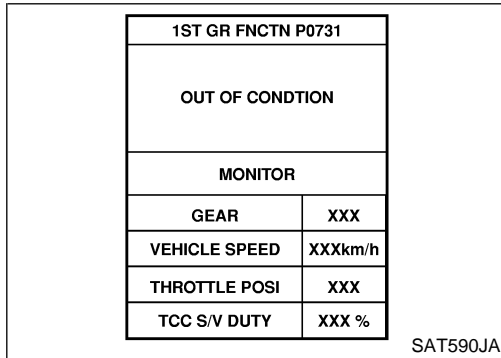 1ST GR FNCTN P0731
OUT OF CONDTION
MONITOR
GEAR XXX
VEHICLE SPEED XXXkm/h
THROTTLE POSI XXX
TCC S/V DUTY XXX %
SAT590JA